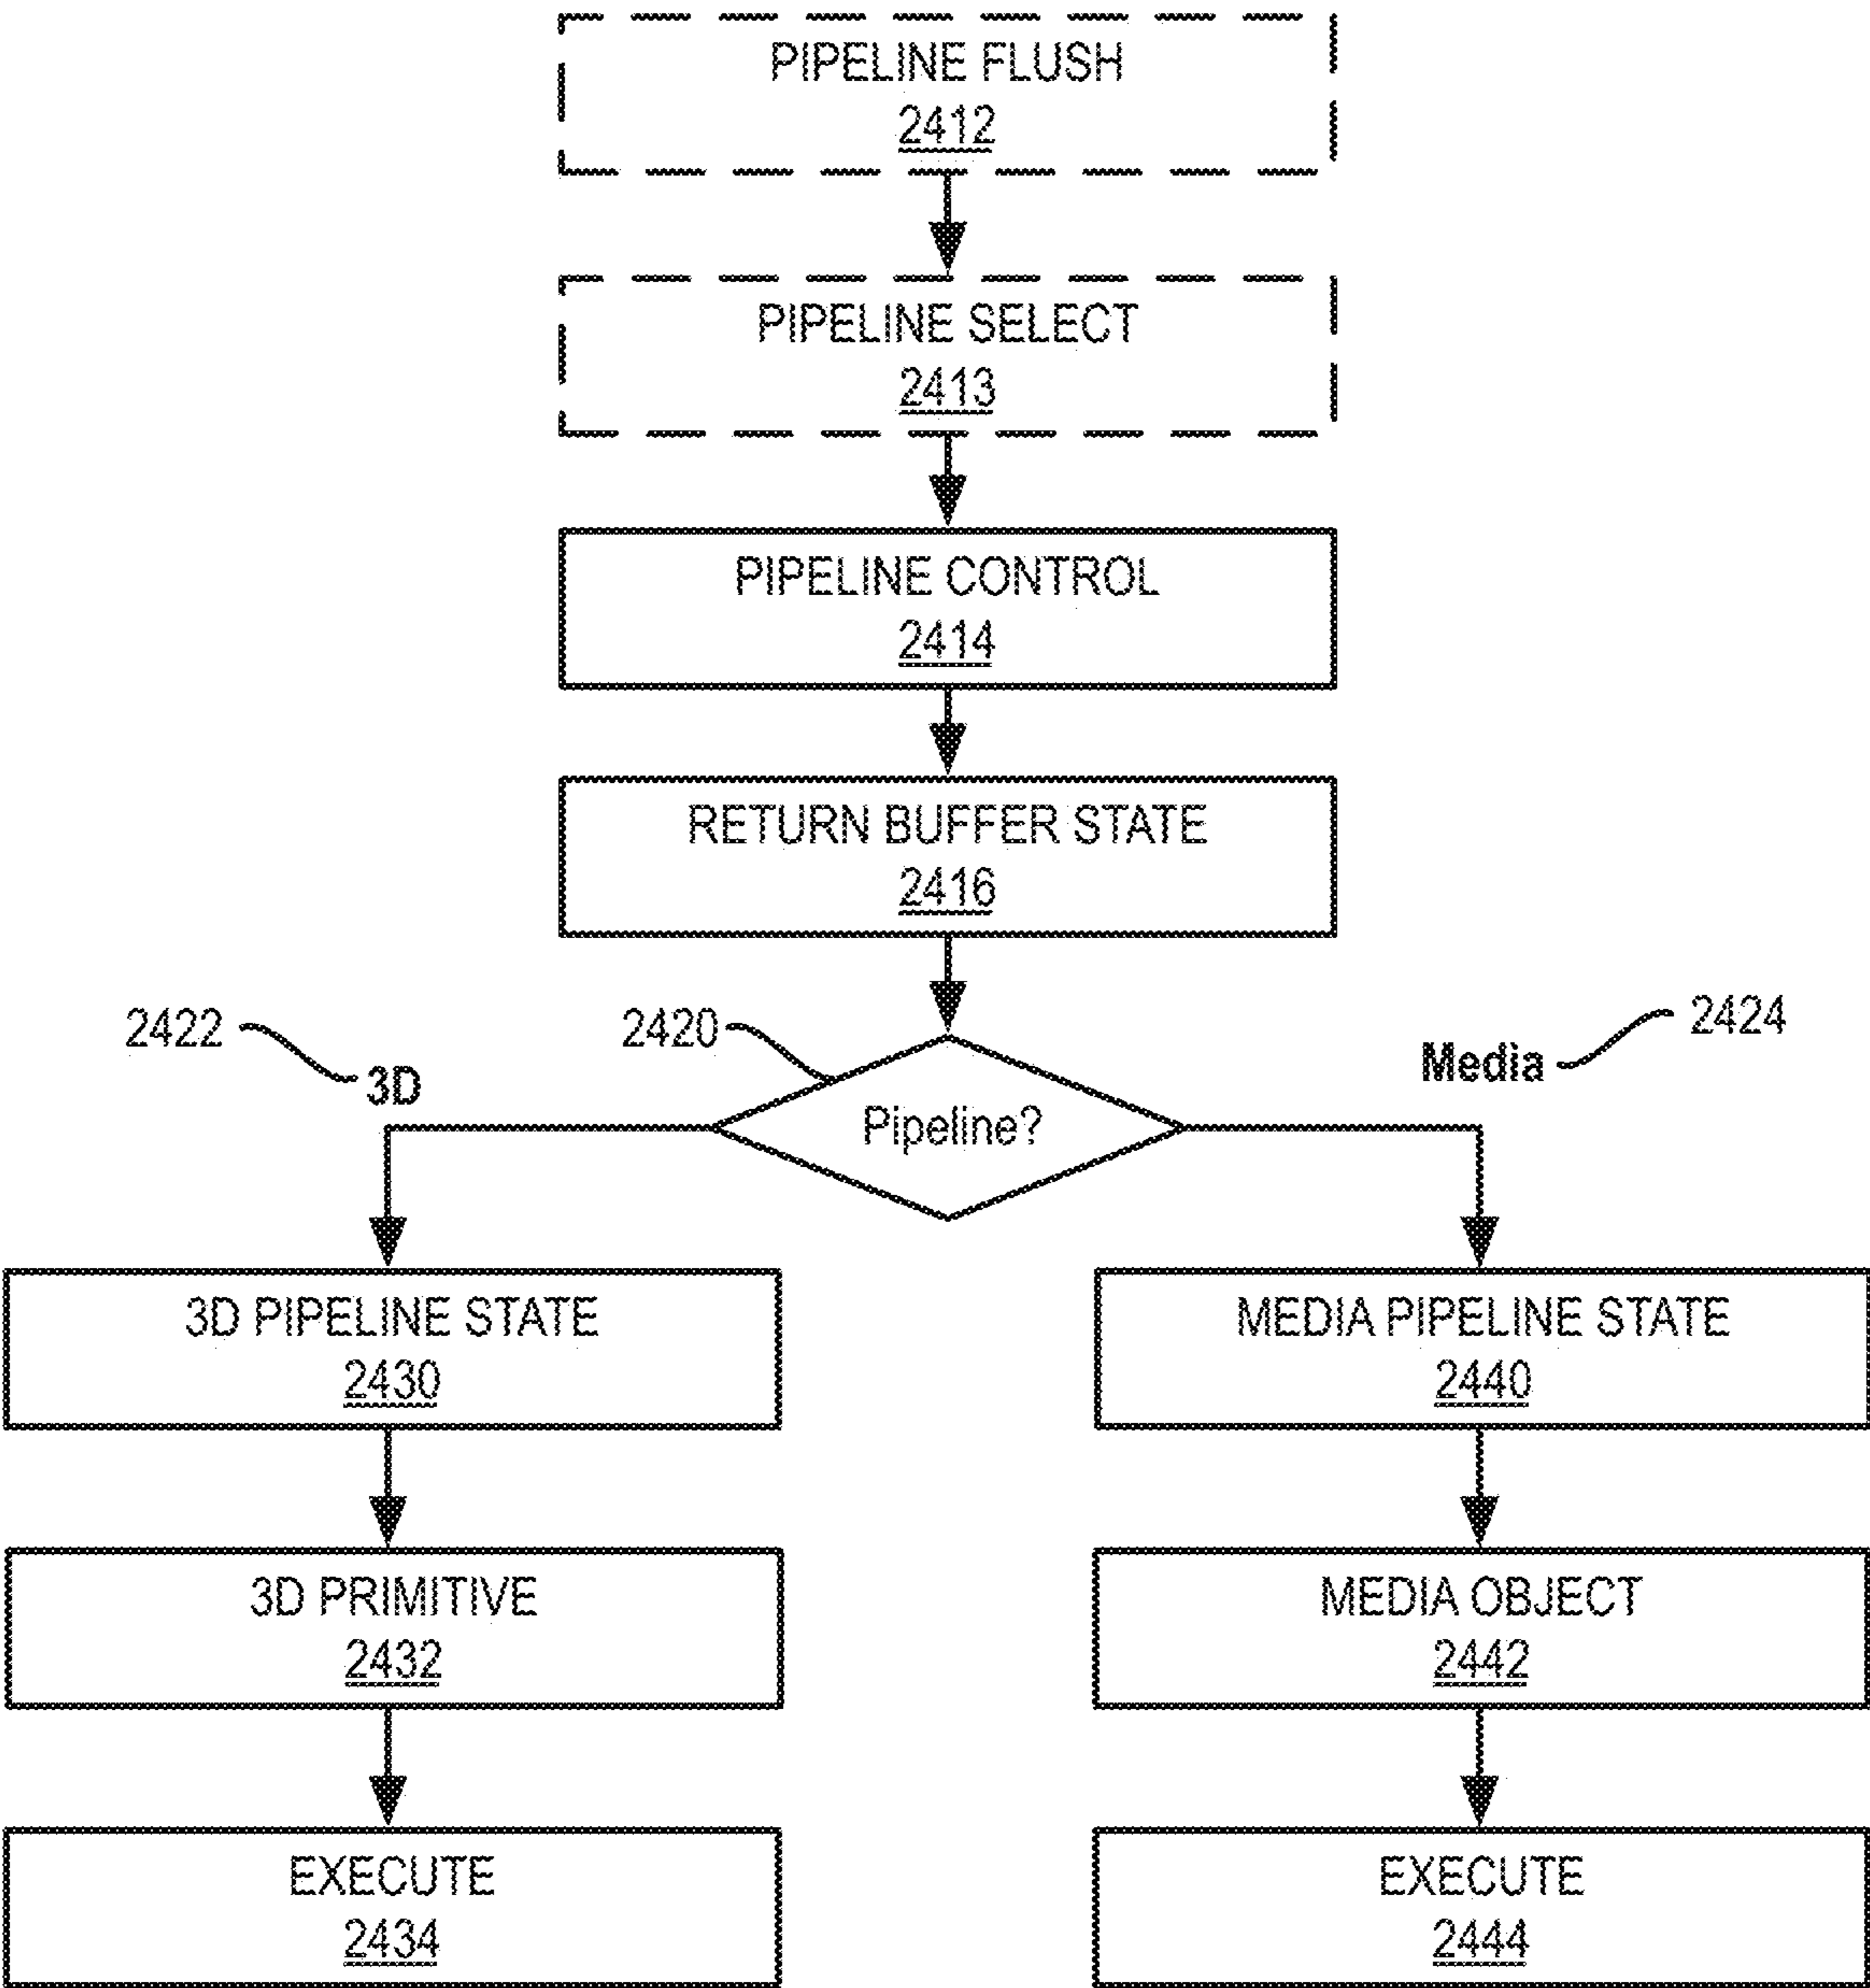 PIPELINE FLUSH
2412
PIPELINE SELECT
2413
PIPELINE CONTROL
2414
RETURN BUFFER STATE
2416
2422
3D
2420
Pipeline?
Media
2424
3D PIPELINE STATE
2430
MEDIA PIPELINE STATE
2440
3D PRIMITIVE
2432
MEDIA OBJECT
2442
EXECUTE
2434
EXECUTE
2444